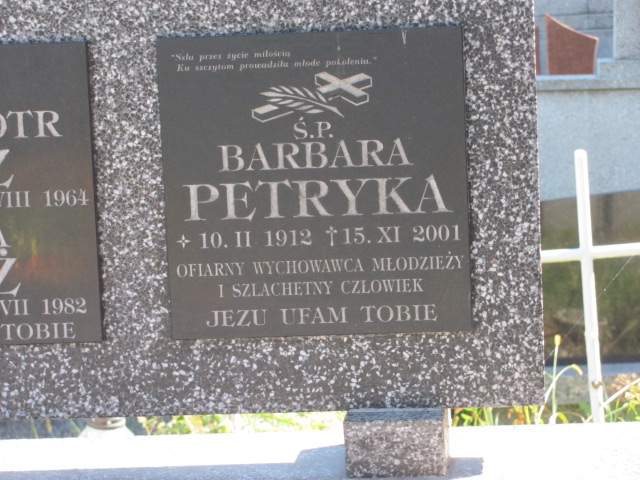 "Szła przez życie miłością
Ku szczytom prowadziła młode pokolenia."
Ś.P.
BARBARA
PETRYKA
10. II 1912 †15. XI 2001
OFIARNY WYCHOWAWCA MŁODZIEŻY
I SZLACHETNY CZŁOWIEK
JEZU UFAM TOBIE
OTR
Z
VIII 1964
Ż
VII 1982
TOBIE